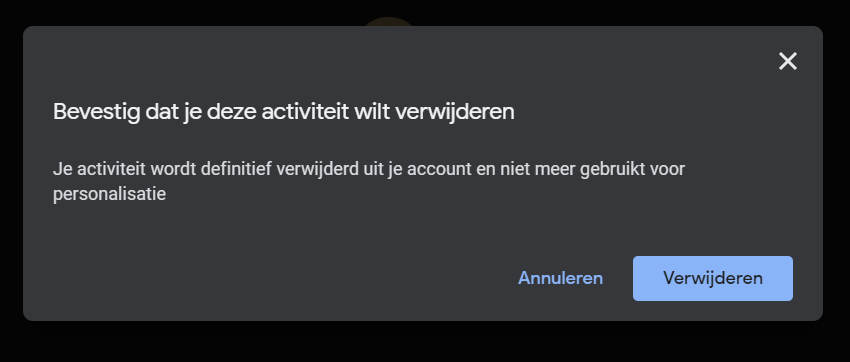 Bevestig dat je deze activiteit wilt verwijderen
Je activiteit wordt definitief verwijderd uit je account en niet meer gebruikt voor
personalisatie
Annuleren
Verwijderen